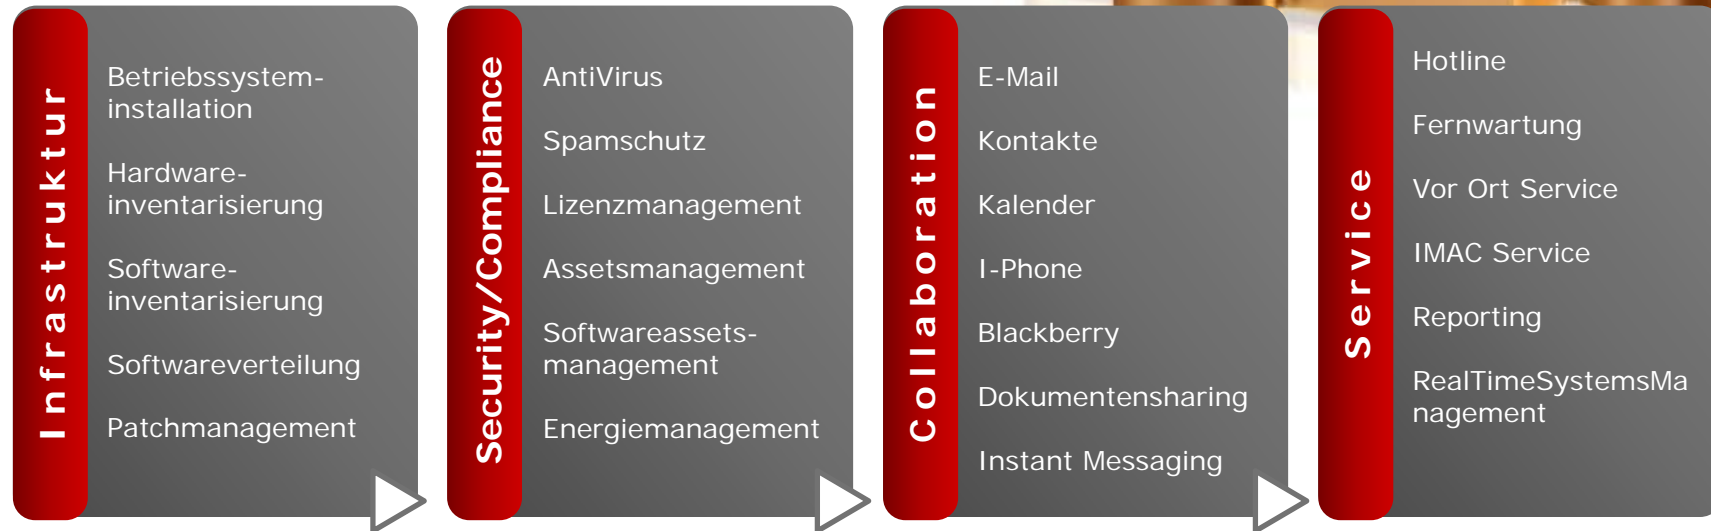 Infrastruktur
Betriebssystem-
installation
Hardware-
inventarisierung
Software-
inventarisierung
Softwareverteilung
Patchmanagement
Security/Compliance
AntiVirus
Spamschutz
Lizenzmanagement
Assetsmanagement
Softwareassets-
management
Energiemanagement
Collaboration
E-Mail
Kontakte
Kalender
I-Phone
Blackberry
Dokumentensharing
Instant Messaging
Service
Hotline
Fernwartung
Vor Ort Service
IMAC Service
Reporting
RealTimeSystemsMa
nagement